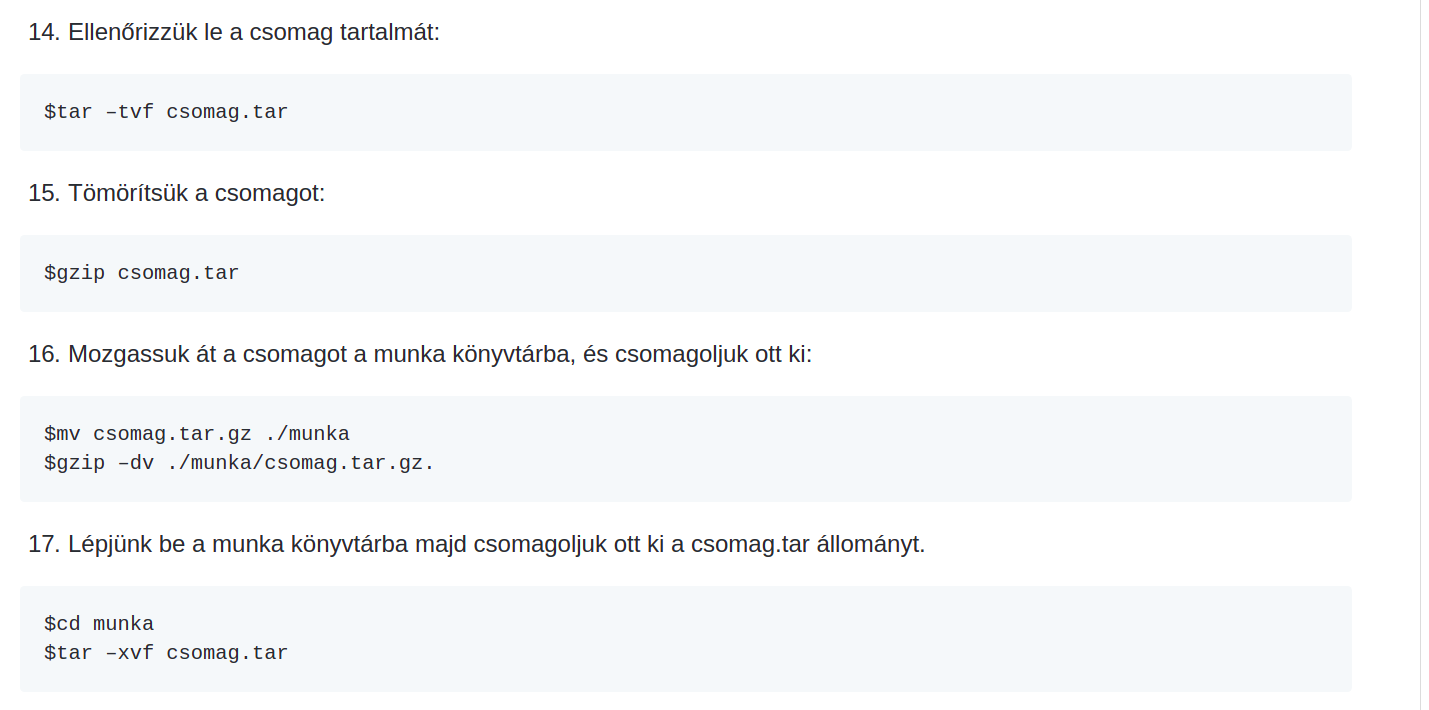 14. Ellenőrizzük le a csomag tartalmát:
$tar –tvf csomag.tar
15. Tömörítsük a csomagot:
$gzip csomag.tar
16. Mozgassuk át a csomagot a munka könyvtárba, és csomagoljuk ott ki:
$mv csomag.tar.gz ./munka
$gzip –dv ./munka/csomag.tar.gz.
17. Lépjünk be a munka könyvtárba majd csomagoljuk ott ki a csomag.tar állományt.
$cd munka
$tar –xvf csomag.tar